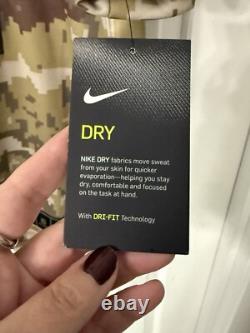 DRY
NIKE DRY fabrics move sweat
from your skin for quicker
evaporation—helping you stay
dry, comfortable and focused
on the task at hand.
With DRI-FIT Technology